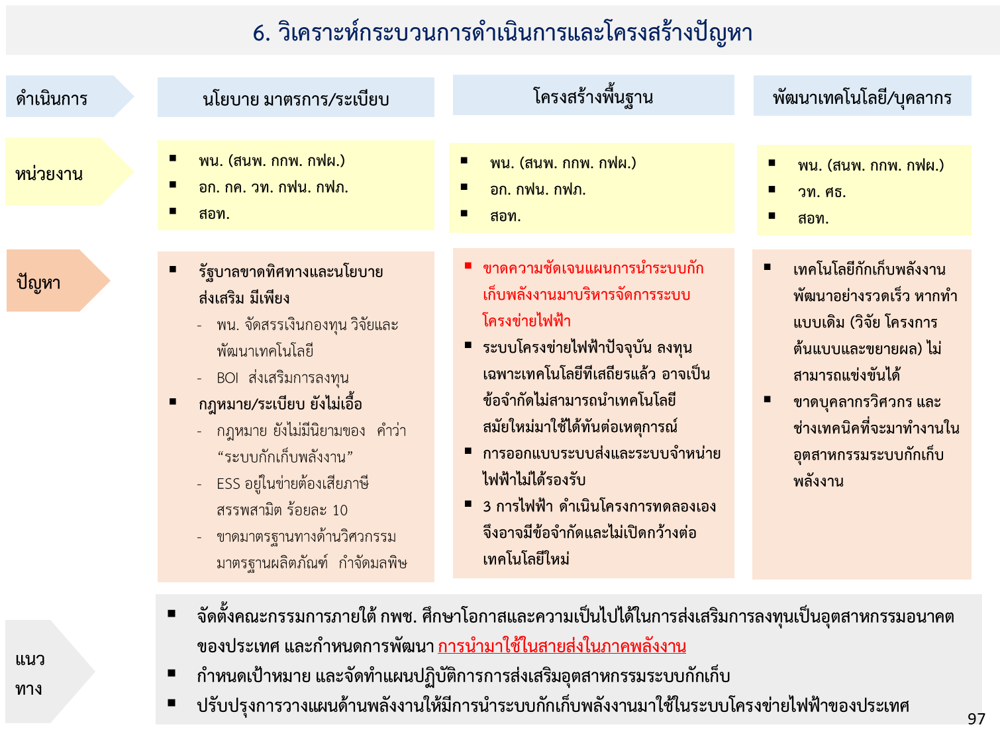 6. วิเคราะห์กระบวนการดำเนินการและโครงสร้างปัญหา
ดำเนินการ
นโยบาย มาตรการ/ระเบียบ
โครงสร้างพื้นฐาน
พัฒนาเทคโนโลยี/บุคลากร
หน่วยงาน
▪ พน. (สนพ. กกพ. กฟผ.)
▪ อก. กค. วท. กฟน. กฟภ.
▪ สอท.
▪ พน. (สนพ. กกพ. กฟผ.)
▪ อก. กฟน. กฟภ.
▪ สอท.
▪ พน. (สนพ. กกพ. กฟผ.)
▪ วท. ศธ.
▪ สอท.
ปัญหา
▪ รัฐบาลขาดทิศทางและนโยบาย
ส่งเสริม มีเพียง
- พน. จัดสรรเงินกองทุน วิจัยและ
พัฒนาเทคโนโลยี
- BOI ส่งเสริมการลงทุน
▪ กฎหมาย/ระเบียบ ยังไม่เอื้อ
- กฎหมาย ยังไม่มีนิยามของ คำว่า
“ระบบกักเก็บพลังงาน”
- ESS อยู่ในข่ายต้องเสียภาษี
สรรพสามิต ร้อยละ 10
- ขาดมาตรฐานทางด้านวิศวกรรม
มาตรฐานผลิตภัณฑ์ กำจัดมลพิษ
▪ ขาดความชัดเจนแผนการนำระบบกัก
เก็บพลังงานมาบริหารจัดการระบบ
โครงข่ายไฟฟ้า
▪ ระบบโครงข่ายไฟฟ้าปัจจุบัน ลงทุน
เฉพาะเทคโนโลยีทีเสถียรแล้ว อาจเป็น
ข้อจำกัดไม่สามารถนำเทคโนโลยี
สมัยใหม่มาใช้ได้ทันต่อเหตุการณ์
▪ การออกแบบระบบส่งและระบบจำหน่าย
ไฟฟ้าไม่ได้รองรับ
▪ 3 การไฟฟ้า ดำเนินโครงการทดลองเอง
จึงอาจมีข้อจำกัดและไม่เปิดกว้างต่อ
เทคโนโลยีใหม่
▪ เทคโนโลยีกักเก็บพลังงาน
พัฒนาอย่างรวดเร็ว หากทำ
แบบเดิม (วิจัย โครงการ
ต้นแบบและขยายผล) ไม่
สามารถแข่งขันได้
▪ ขาดบุคลากรวิศวกร และ
ช่างเทคนิคที่จะมาทำงานใน
อุตสาหกรรมระบบกักเก็บ
พลังงาน
แนว
ทาง
▪ จัดตั้งคณะกรรมการภายใต้ กพช. ศึกษาโอกาสและความเป็นไปได้ในการส่งเสริมการลงทุนเป็นอุตสาหกรรมอนาคต
ของประเทศ และกำหนดการพัฒนา การนำมาใช้ในสายส่งในภาคพลังงาน
▪ กำหนดเป้าหมาย และจัดทำแผนปฏิบัติการการส่งเสริมอุตสาหกรรมระบบกักเก็บ
▪ ปรับปรุงการวางแผนด้านพลังงานให้มีการนำระบบกักเก็บพลังงานมาใช้ในระบบโครงข่ายไฟฟ้าของประเทศ
97